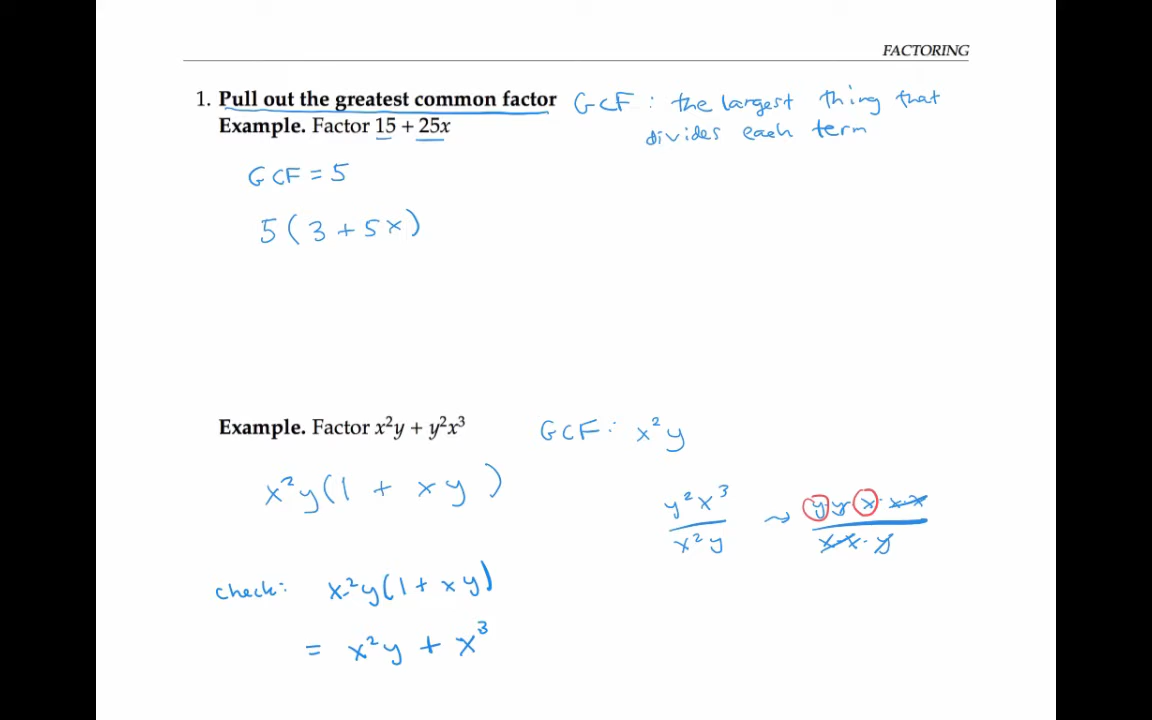 FACTORING
1. Pull out the greatest common factor GCF: the largest thing that
Example. Factor 15 + 25x divides each term
GCF = 5
5(3 + 5x)
Example. Factor x²y + y²x³ GCF: x²y
x²y(1 + xy)
y²x³ / x²y ⇝ y·y·x·x·x / x·x·y
check: x²y(1 + xy)
= x²y + x³